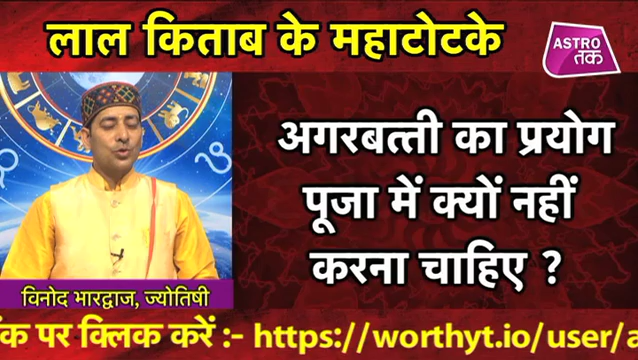 लाल किताब के महाटोटके
ASTRO
तक
अगरबत्ती का प्रयोग
पूजा में क्यों नहीं
करना चाहिए ?
विनोद भारद्वाज, ज्योतिषी
पर क्लिक करें :- https://worthyt.io/user/a